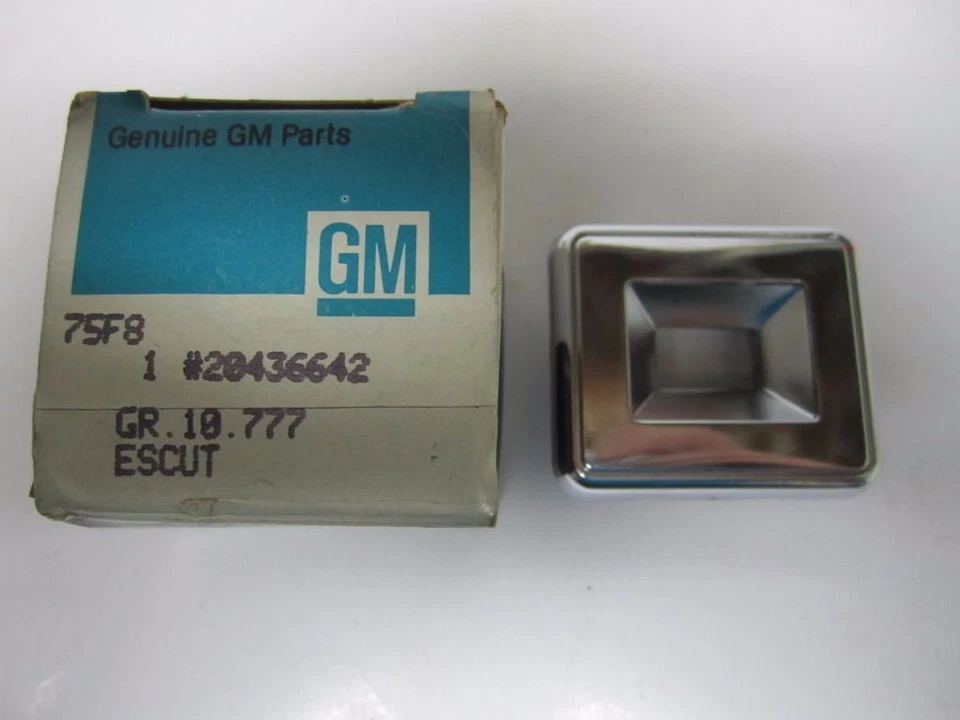 Genuine GM Parts
GM
75F8
1 #20436642
GR.10.777
ESCUT